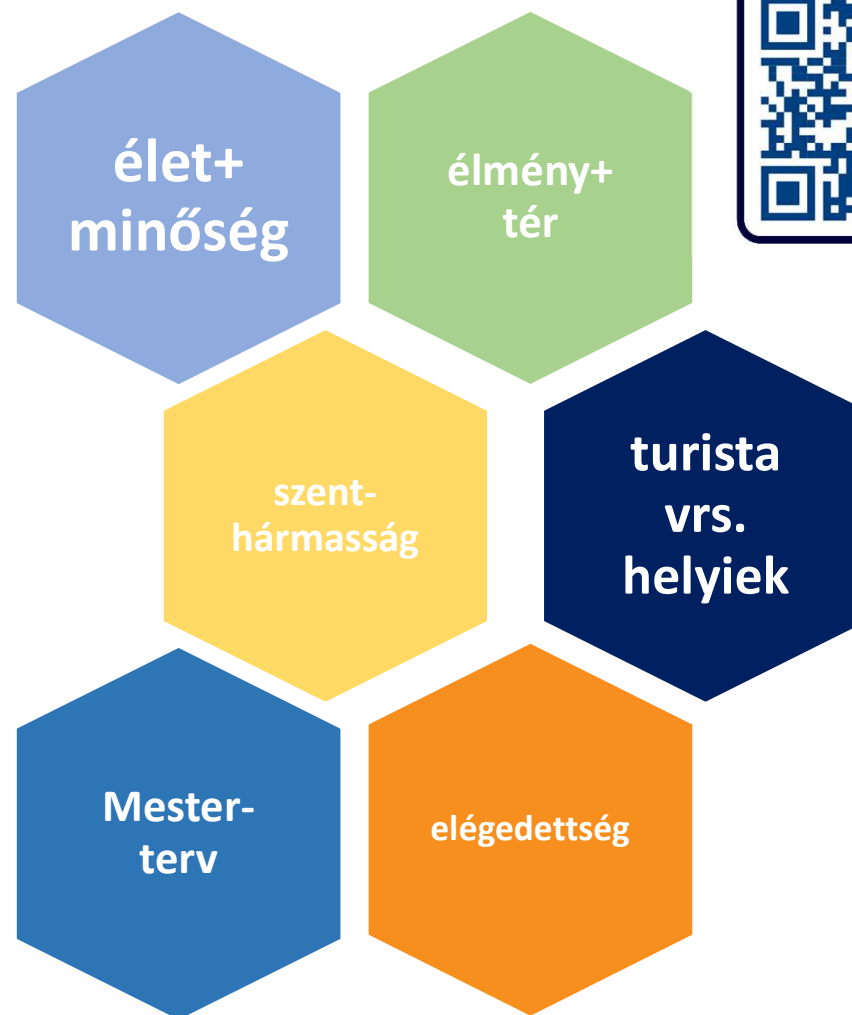 élet+
minőség
élmény+
tér
szent-
hármasság
turista
vrs.
helyiek
Mester-
terv
elégedettség